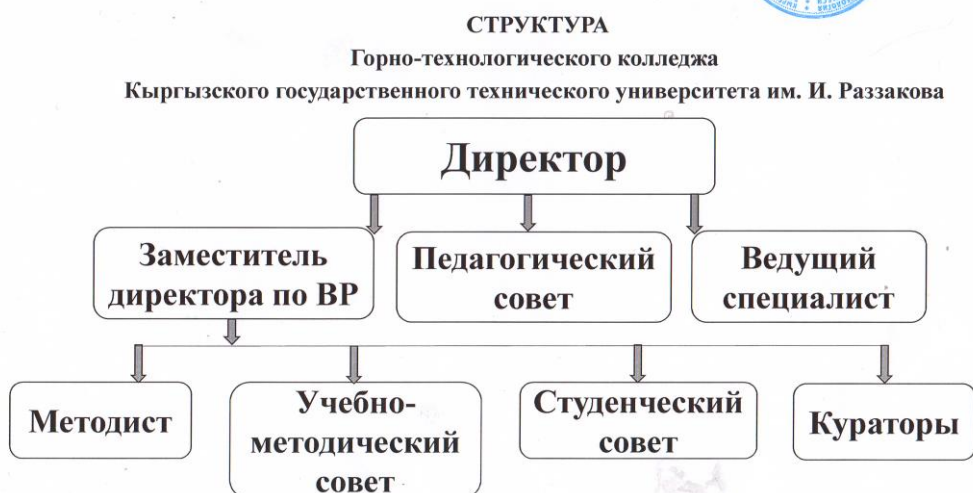 СТРУКТУРА
Горно-технологического колледжа
Кыргызского государственного технического университета им. И. Раззакова
Директор
Заместитель
директора по ВР
Педагогический
совет
Ведущий
специалист
Методист
Учебно-
методический
совет
Студенческий
совет
Кураторы